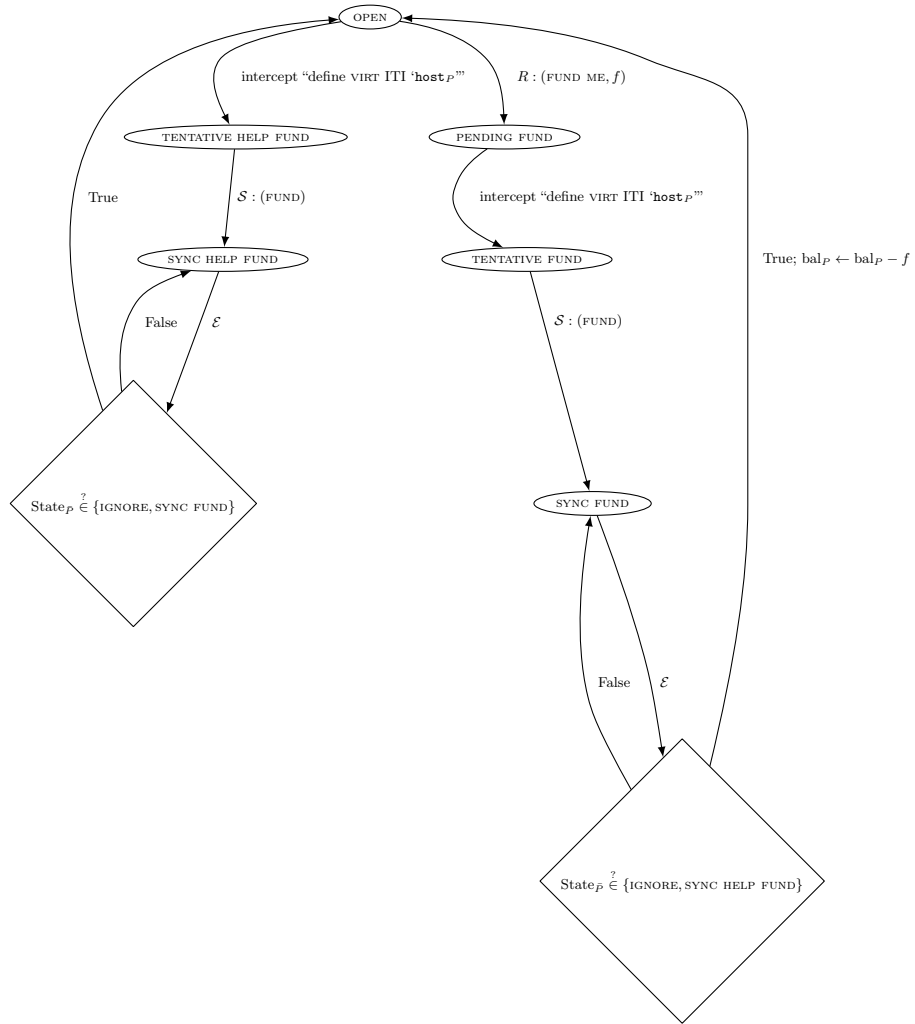 OPEN
intercept “define VIRT ITI ‘host_P’”
R : (FUND ME, f)
TENTATIVE HELP FUND
PENDING FUND
True
S : (FUND)
intercept “define VIRT ITI ‘host_P’”
SYNC HELP FUND
TENTATIVE FUND
True; bal_P ← bal_P − f
False
E
S : (FUND)
State_P̄ ∈? {IGNORE, SYNC FUND}
SYNC FUND
False
E
State_P̄ ∈? {IGNORE, SYNC HELP FUND}